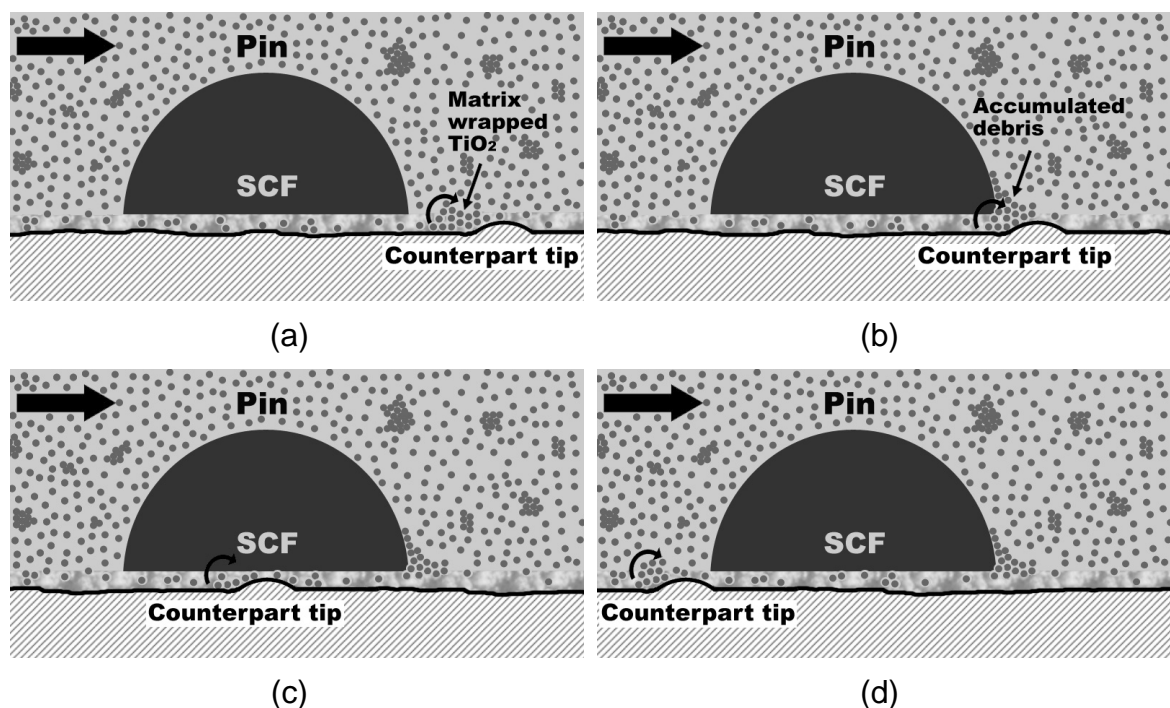 Pin
Matrix
wrapped
TiO₂
SCF
Counterpart tip
(a)
Pin
Accumulated
debris
SCF
Counterpart tip
(b)
Pin
SCF
Counterpart tip
(c)
Pin
SCF
Counterpart tip
(d)